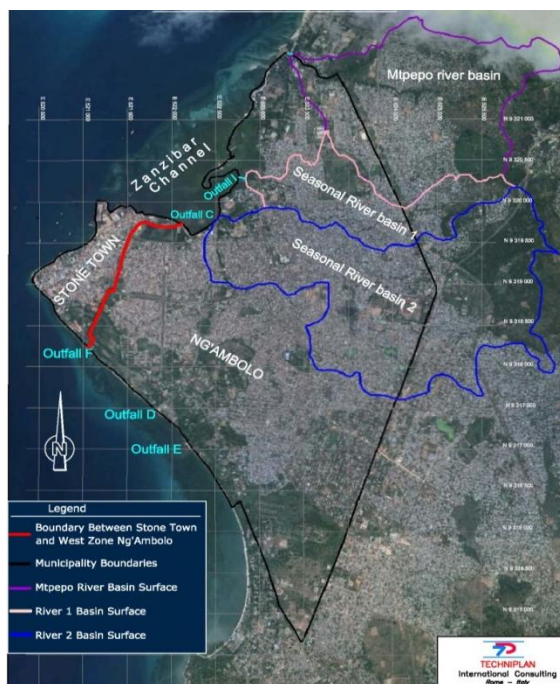 Mtpepo river basin
Zanzibar
Channel
Outfall I
Seasonal River basin 1
Outfall C
STONE TOWN
Seasonal River basin 2
NG'AMBOLO
Outfall F
Outfall D
Outfall E
N
Legend
Boundary Between Stone Town
and West Zone Ng'Ambolo
Municipality Boundaries
Mtpepo River Basin Surface
River 1 Basin Surface
River 2 Basin Surface
TECHNIPLAN
International Consulting
Rome – Italy